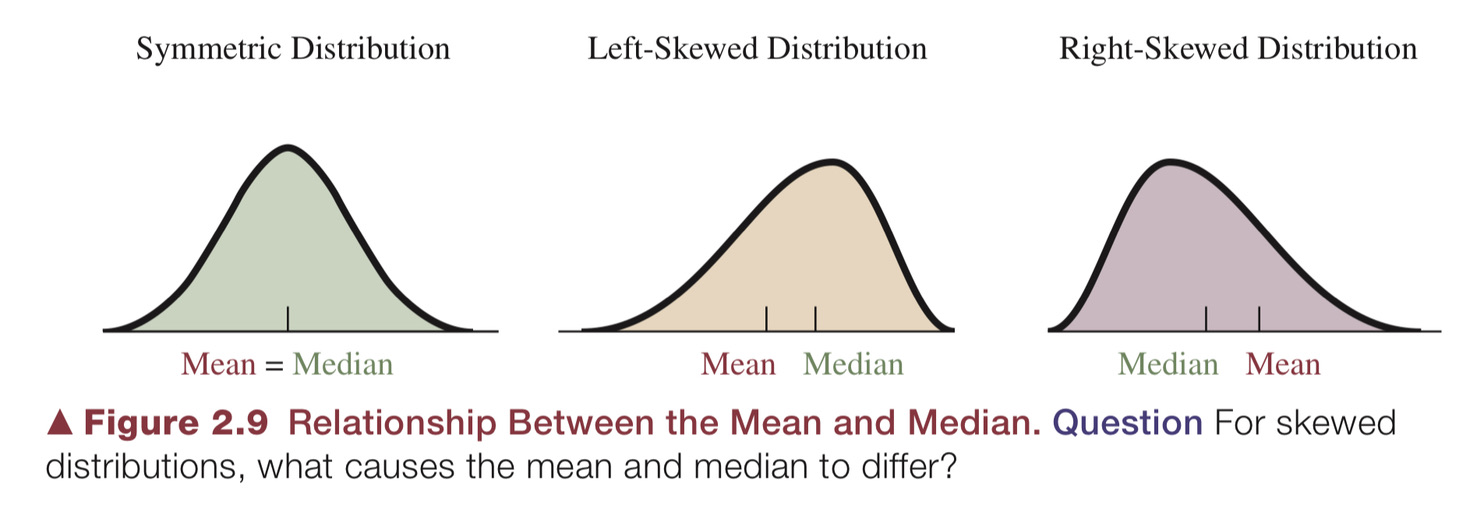 Symmetric Distribution
Left-Skewed Distribution
Right-Skewed Distribution
Mean = Median
Mean Median
Median Mean
▲ Figure 2.9 Relationship Between the Mean and Median. Question For skewed
distributions, what causes the mean and median to differ?